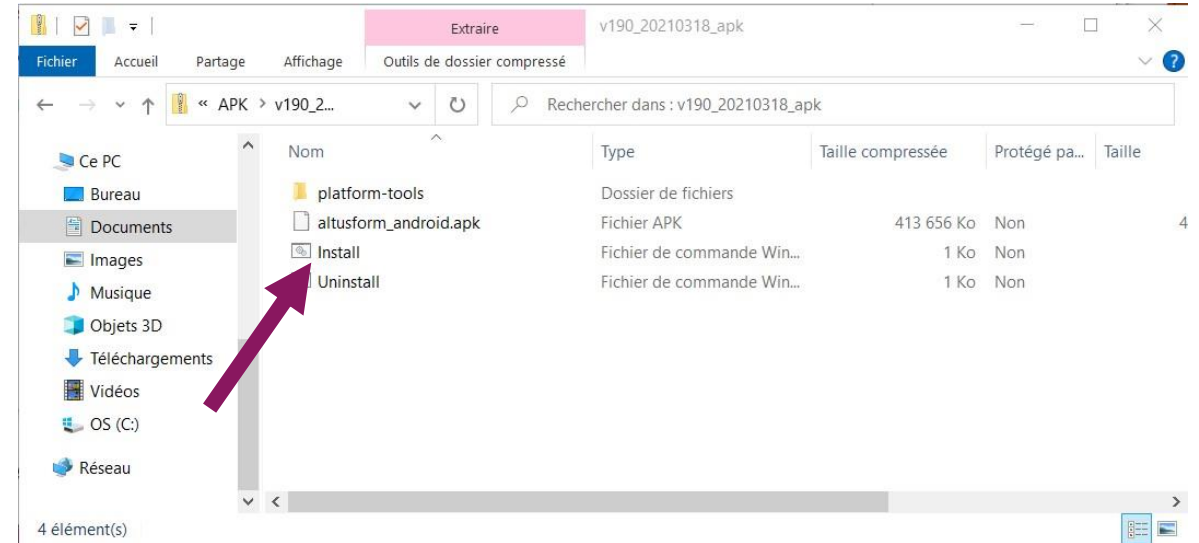 Extraire
v190_20210318_apk
Fichier Accueil Partage Affichage Outils de dossier compressé
?
« APK > v190_2... Rechercher dans : v190_20210318_apk
Nom Type Taille compressée Protégé pa... Taille
Ce PC
Bureau
Documents
Images
Musique
Objets 3D
Téléchargements
Vidéos
OS (C:)
Réseau
platform-tools Dossier de fichiers
altusform_android.apk Fichier APK 413 656 Ko Non 4
Install Fichier de commande Win... 1 Ko Non
Uninstall Fichier de commande Win... 1 Ko Non
4 élément(s)